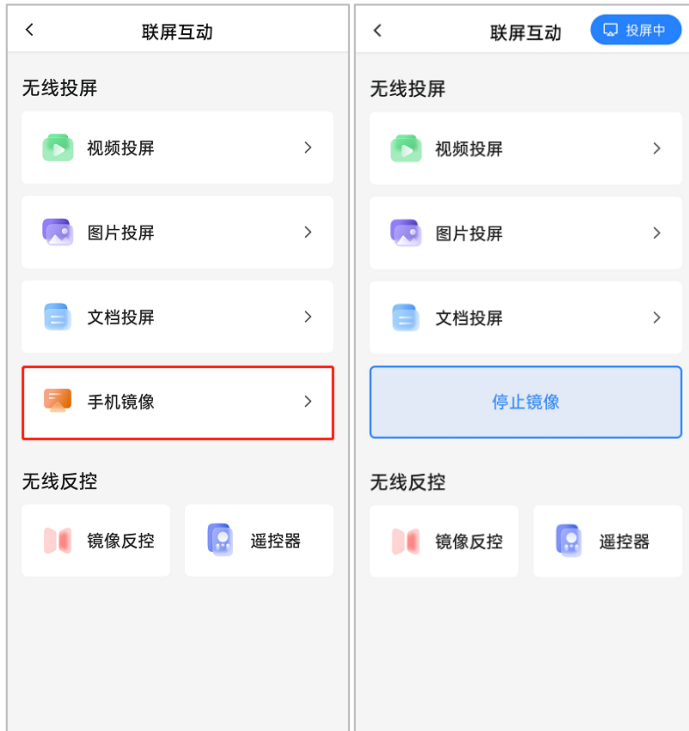 联屏互动
无线投屏
视频投屏
图片投屏
文档投屏
手机镜像
无线反控
镜像反控
遥控器
联屏互动
投屏中
无线投屏
视频投屏
图片投屏
文档投屏
停止镜像
无线反控
镜像反控
遥控器